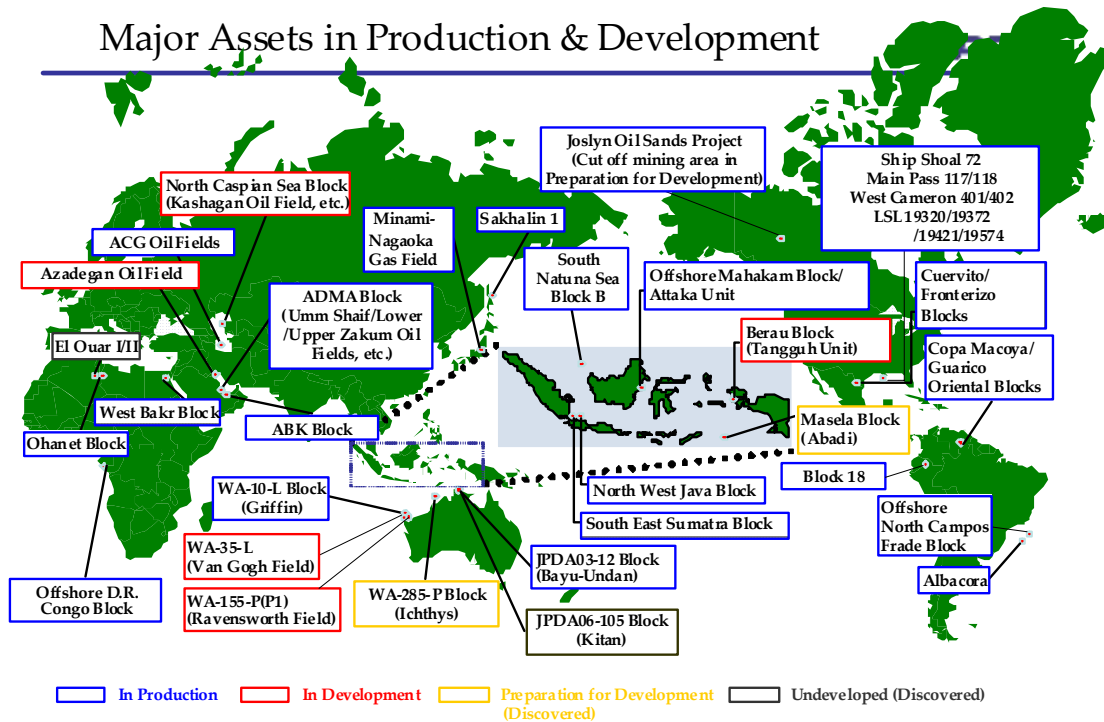 Major Assets in Production & Development
Joslyn Oil Sands Project
(Cut off mining area in
Preparation for Development)
Ship Shoal 72
Main Pass 117/118
West Cameron 401/402
LSL 19320/19372
/19421/19574
North Caspian Sea Block
(Kashagan Oil Field, etc.)
Minami-
Nagaoka
Gas Field
Sakhalin 1
ACG Oil Fields
South
Natuna Sea
Block B
Offshore Mahakam Block/
Attaka Unit
Cuervito/
Fronterizo
Blocks
Azadegan Oil Field
ADMA Block
(Umm Shaif/Lower
/Upper Zakum Oil
Fields, etc.)
Berau Block
(Tangguh Unit)
El Ouar I/II
Copa Macoya/
Guarico
Oriental Blocks
West Bakr Block
ABK Block
Masela Block
(Abadi)
Ohanet Block
Block 18
WA-10-L Block
(Griffin)
North West Java Block
South East Sumatra Block
Offshore
North Campos
Frade Block
WA-35-L
(Van Gogh Field)
JPDA03-12 Block
(Bayu-Undan)
Offshore D.R.
Congo Block
WA-155-P(P1)
(Ravensworth Field)
WA-285-P Block
(Ichthys)
Albacora
JPDA06-105 Block
(Kitan)
In Production
In Development
Preparation for Development
(Discovered)
Undeveloped (Discovered)